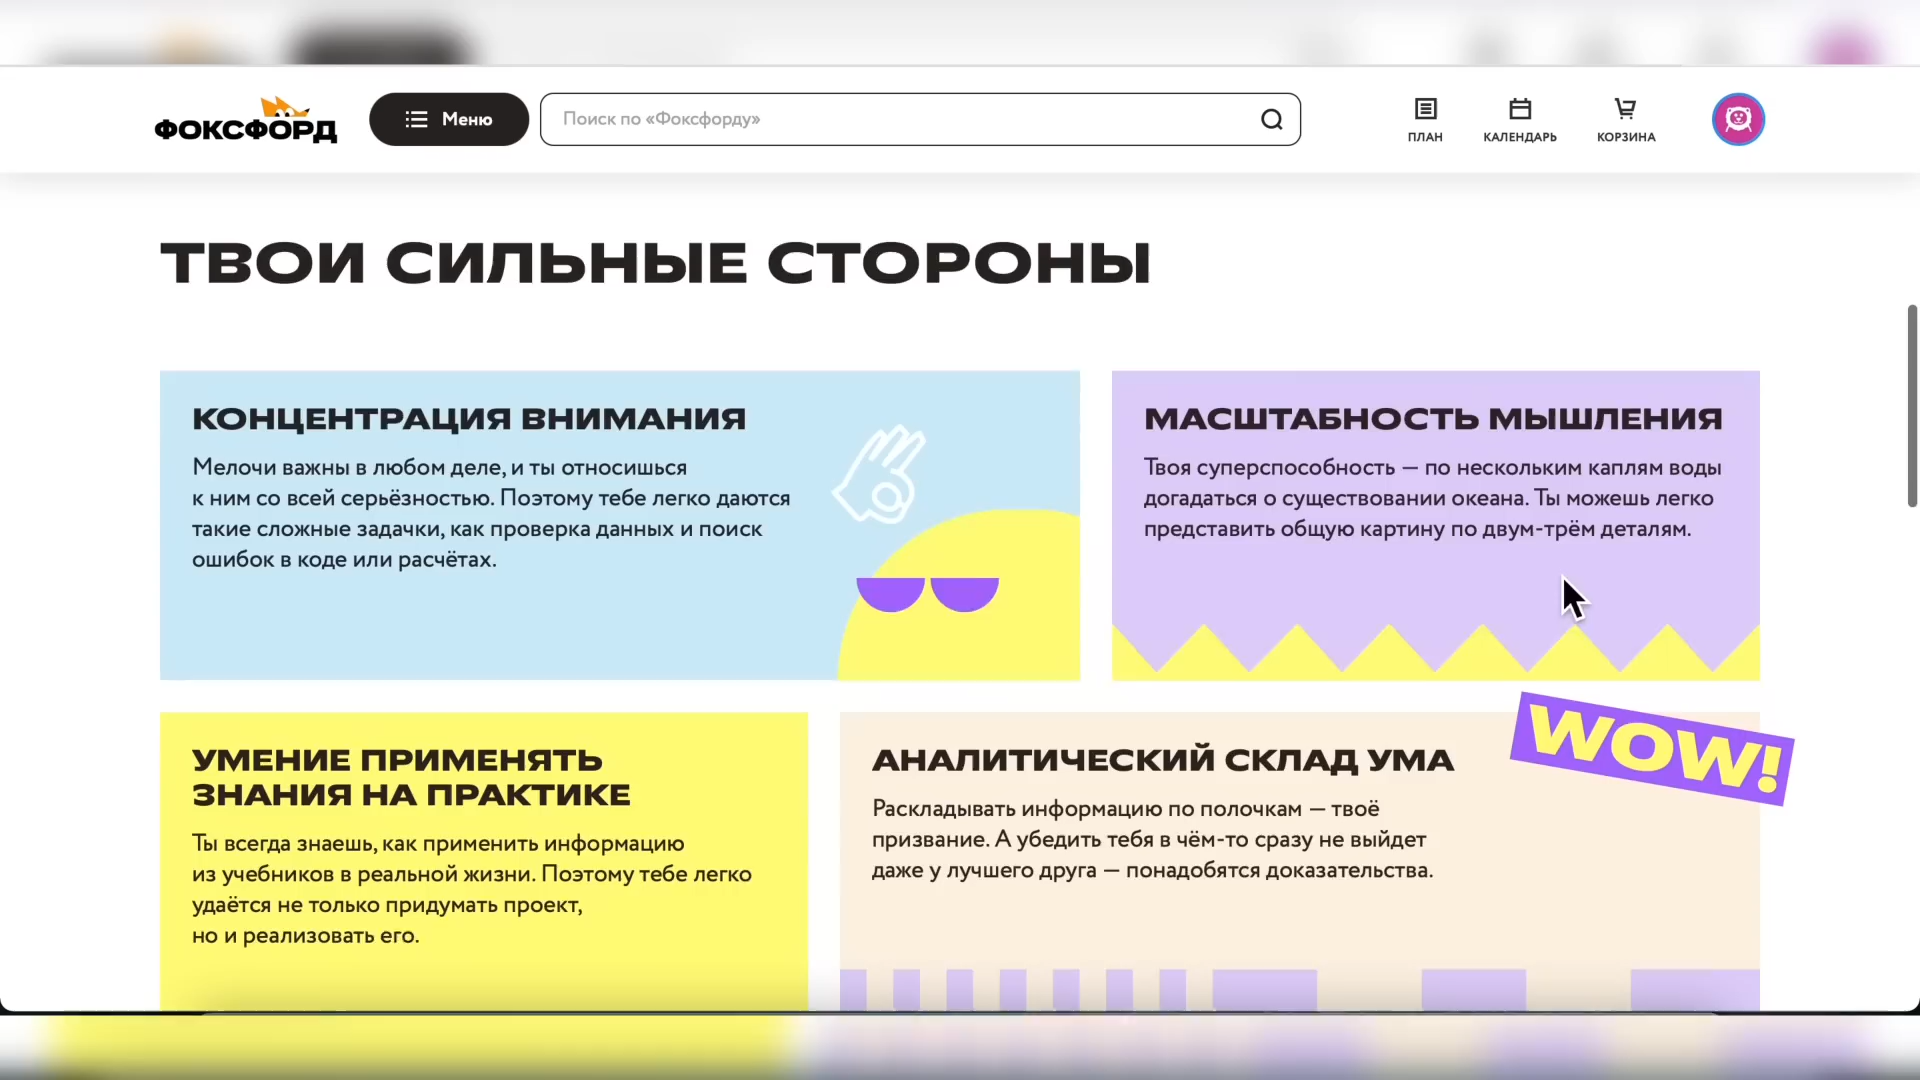 ФОКСФОРД
Меню
Поиск по «Фоксфорду»
ПЛАН
КАЛЕНДАРЬ
КОРЗИНА
ТВОИ СИЛЬНЫЕ СТОРОНЫ
КОНЦЕНТРАЦИЯ ВНИМАНИЯ
Мелочи важны в любом деле, и ты относишься
к ним со всей серьёзностью. Поэтому тебе легко даются
такие сложные задачки, как проверка данных и поиск
ошибок в коде или расчётах.
МАСШТАБНОСТЬ МЫШЛЕНИЯ
Твоя суперспособность — по нескольким каплям воды
догадаться о существовании океана. Ты можешь легко
представить общую картину по двум-трём деталям.
УМЕНИЕ ПРИМЕНЯТЬ
ЗНАНИЯ НА ПРАКТИКЕ
Ты всегда знаешь, как применить информацию
из учебников в реальной жизни. Поэтому тебе легко
удаётся не только придумать проект,
но и реализовать его.
АНАЛИТИЧЕСКИЙ СКЛАД УМА
Раскладывать информацию по полочкам — твоё
призвание. А убедить тебя в чём-то сразу не выйдет
даже у лучшего друга — понадобятся доказательства.
WOW!